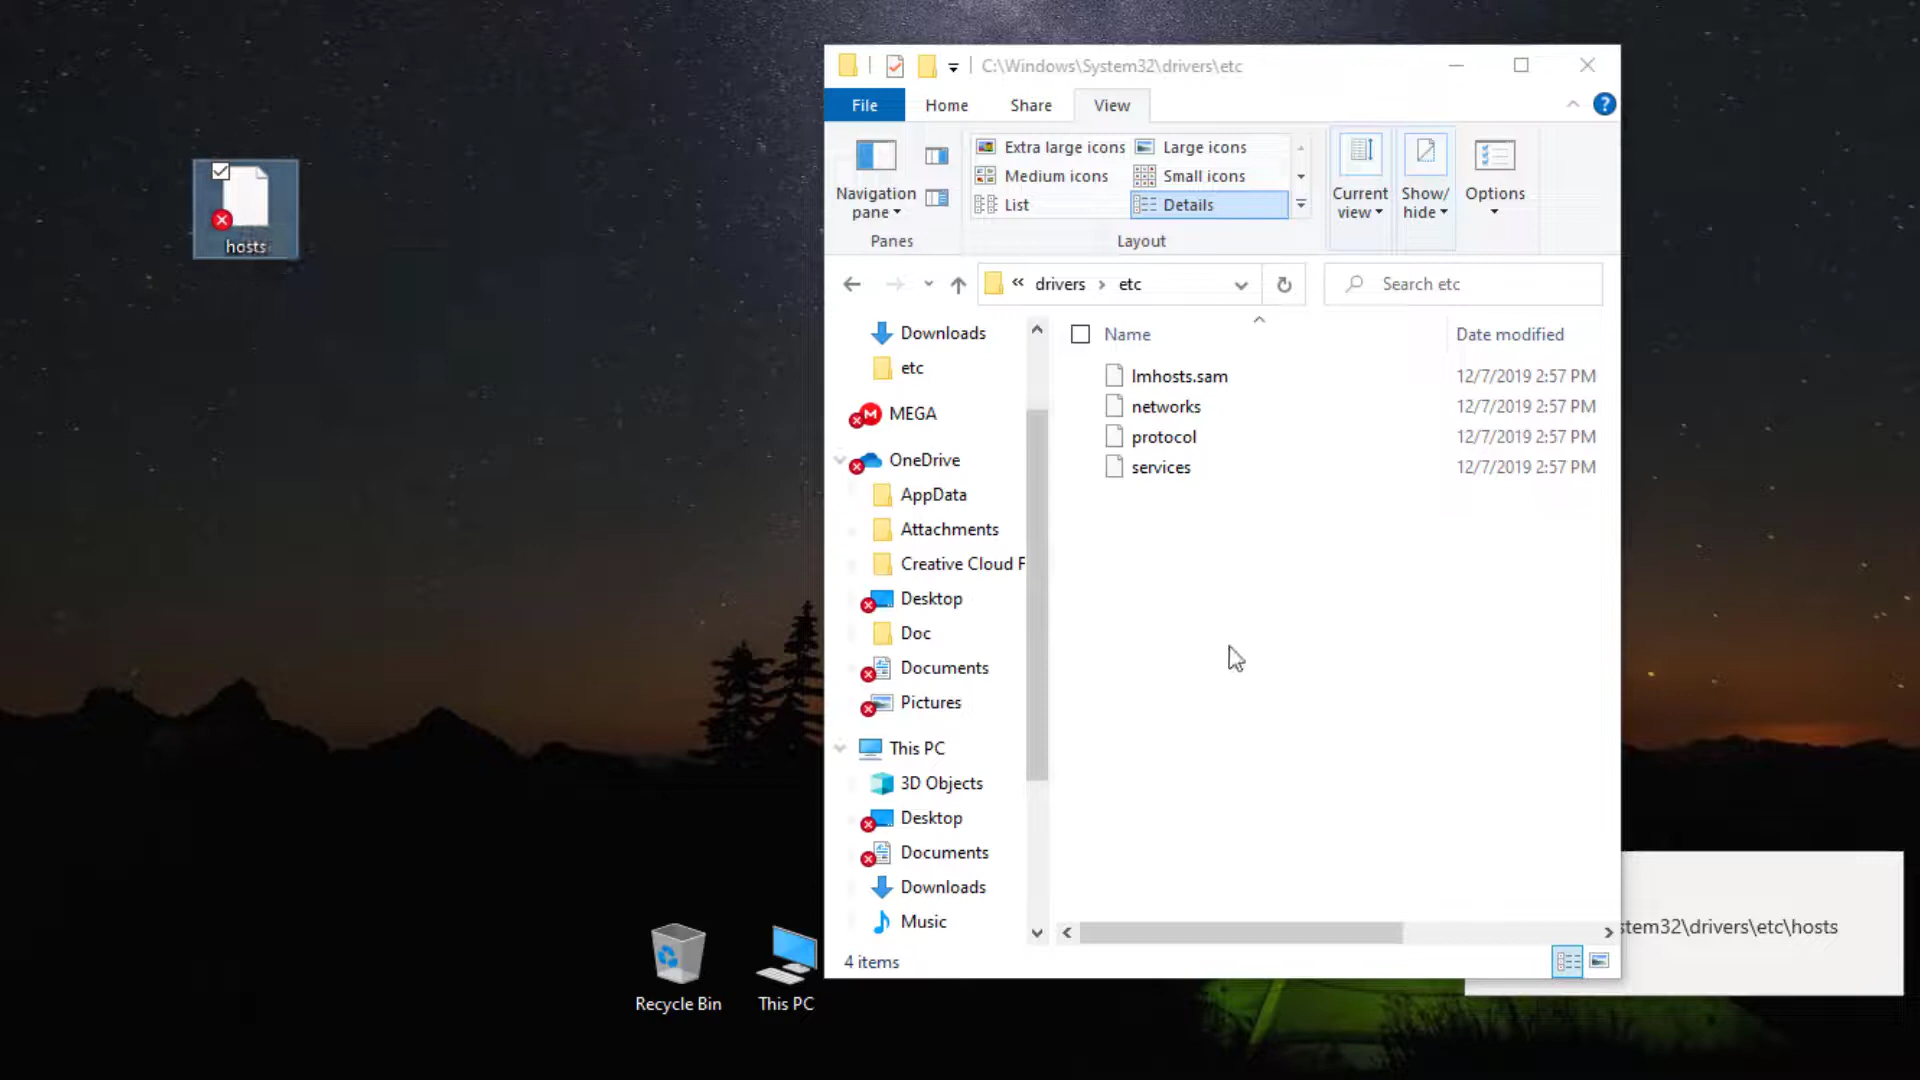 hosts
Recycle Bin
This PC
C:\Windows\System32\drivers\etc
File
Home
Share
View
Navigation
pane
Extra large icons
Large icons
Medium icons
Small icons
List
Details
Current
view
Show/
hide
Options
Panes
Layout
« drivers › etc
Search etc
Downloads
etc
MEGA
OneDrive
AppData
Attachments
Creative Cloud F
Desktop
Doc
Documents
Pictures
This PC
3D Objects
Desktop
Documents
Downloads
Music
Name
Date modified
lmhosts.sam
12/7/2019 2:57 PM
networks
12/7/2019 2:57 PM
protocol
12/7/2019 2:57 PM
services
12/7/2019 2:57 PM
4 items
stem32\drivers\etc\hosts